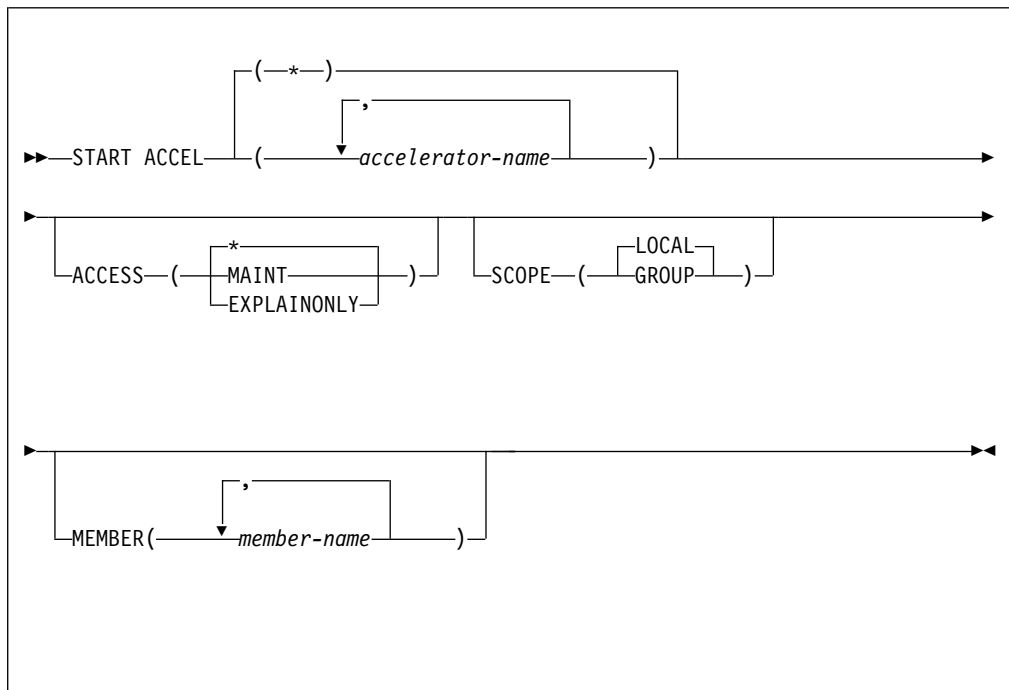 ( * )
,
START ACCEL ( accelerator-name )
* LOCAL
ACCESS ( MAINT ) SCOPE ( GROUP )
EXPLAINONLY
,
MEMBER( member-name )